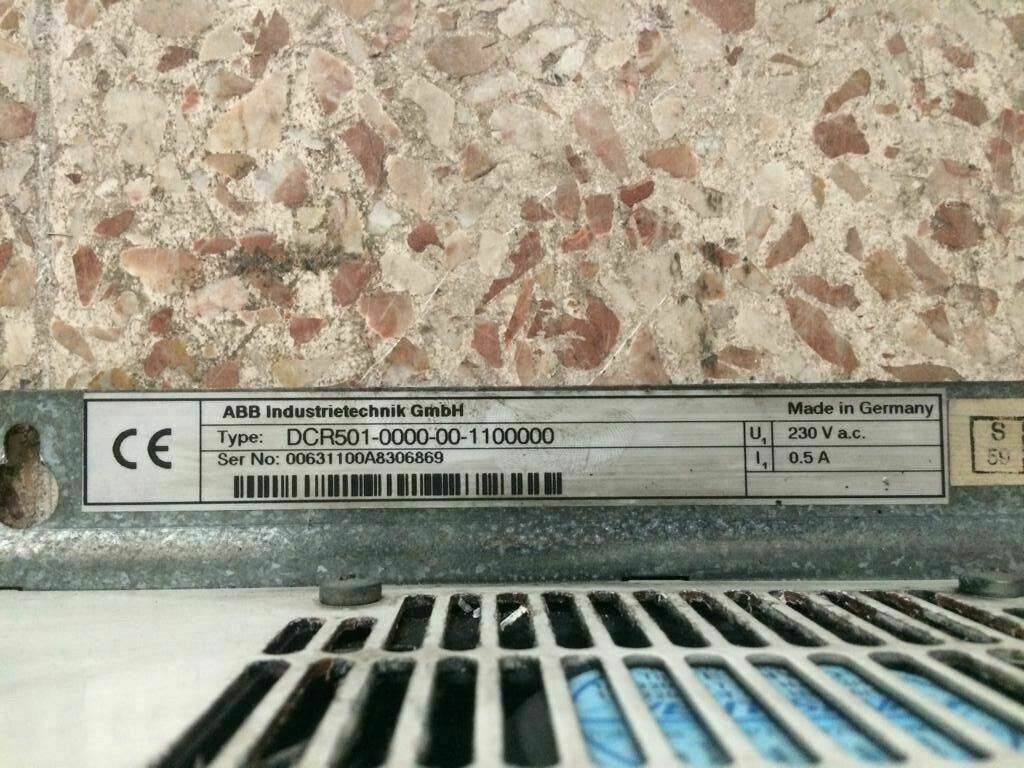 ABB Industrietechnik GmbH
Made in Germany
CE
Type: DCR501-0000-00-1100000
U1 230 V a.c.
Ser No: 00631100A8306869
I1 0.5 A
S
59